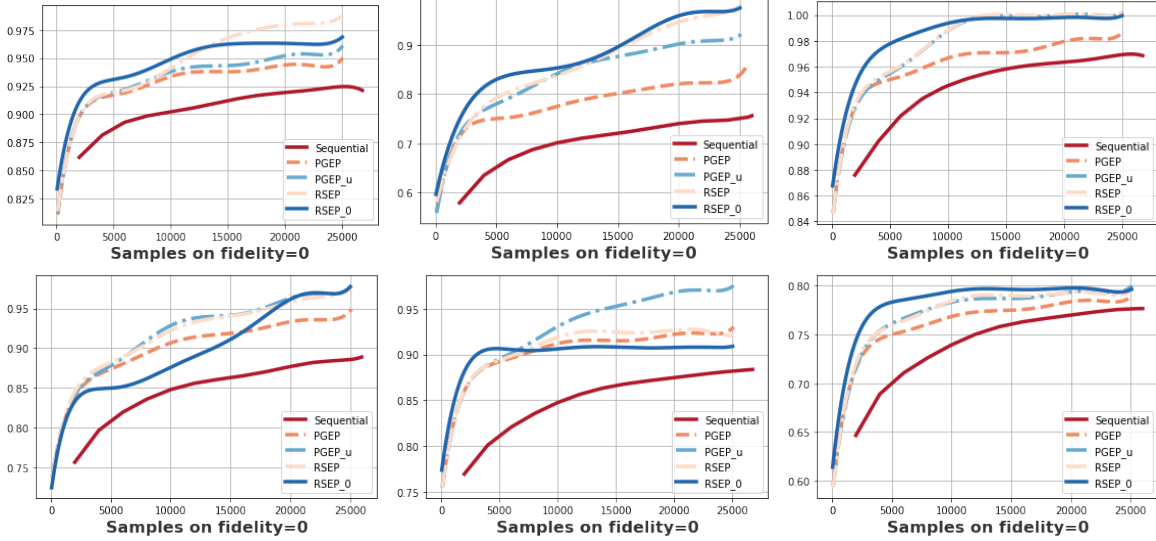 0.975
0.950
0.925
0.900
0.875
0.850
0.825
0 5000 10000 15000 20000 25000
Samples on fidelity=0
Sequential
PGEP
PGEP_u
RSEP
RSEP_0
0.9
0.8
0.7
0.6
0 5000 10000 15000 20000 25000
Samples on fidelity=0
Sequential
PGEP
PGEP_u
RSEP
RSEP_0
1.00
0.98
0.96
0.94
0.92
0.90
0.88
0.86
0.84
0 5000 10000 15000 20000 25000
Samples on fidelity=0
Sequential
PGEP
PGEP_u
RSEP
RSEP_0
0.95
0.90
0.85
0.80
0.75
0 5000 10000 15000 20000 25000
Samples on fidelity=0
Sequential
PGEP
PGEP_u
RSEP
RSEP_0
0.95
0.90
0.85
0.80
0.75
0 5000 10000 15000 20000 25000
Samples on fidelity=0
Sequential
PGEP
PGEP_u
RSEP
RSEP_0
0.80
0.75
0.70
0.65
0.60
0 5000 10000 15000 20000 25000
Samples on fidelity=0
Sequential
PGEP
PGEP_u
RSEP
RSEP_0